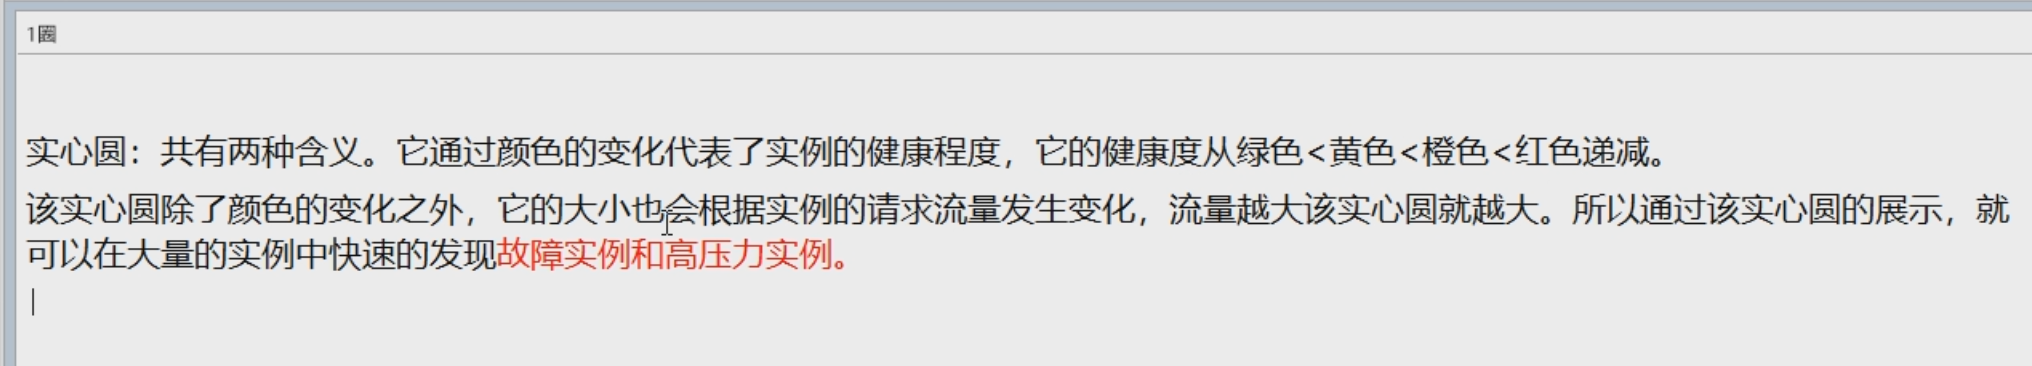 1圈
实心圆：共有两种含义。它通过颜色的变化代表了实例的健康程度，它的健康度从绿色<黄色<橙色<红色递减。
该实心圆除了颜色的变化之外，它的大小也会根据实例的请求流量发生变化，流量越大该实心圆就越大。所以通过该实心圆的展示，就
可以在大量的实例中快速的发现故障实例和高压力实例。